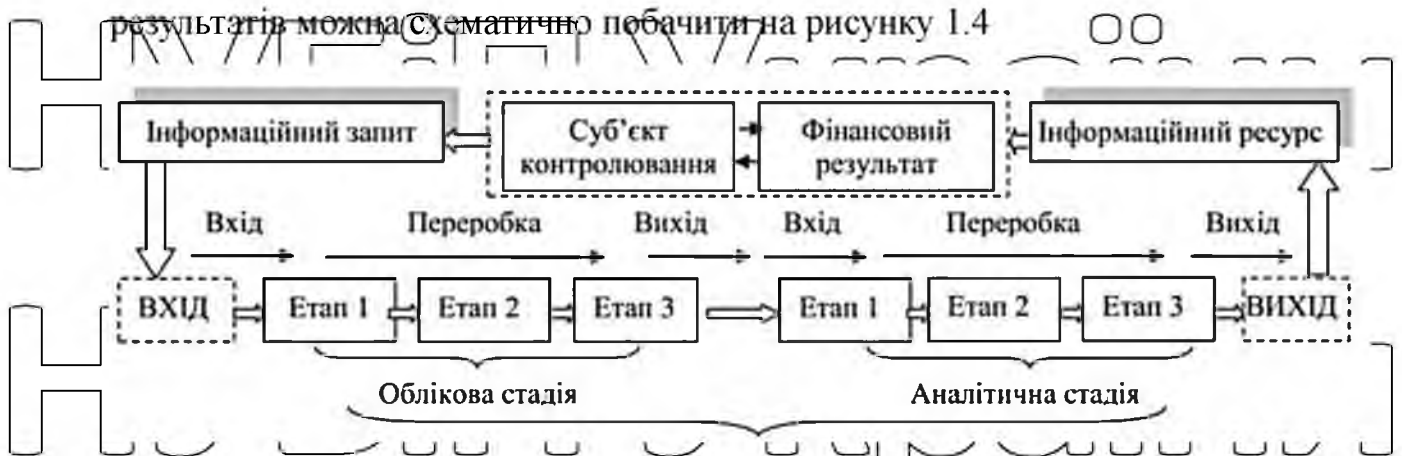 результатів можна схематично побачити на рисунку 1.4
Інформаційний запит
Суб’єкт
контролювання
Фінансовий
результат
Інформаційний ресурс
Вхід Переробка Вихід Вхід Переробка Вихід
ВХІД Етап 1 Етап 2 Етап 3 Етап 1 Етап 2 Етап 3 ВИХІД
Облікова стадія Аналітична стадія